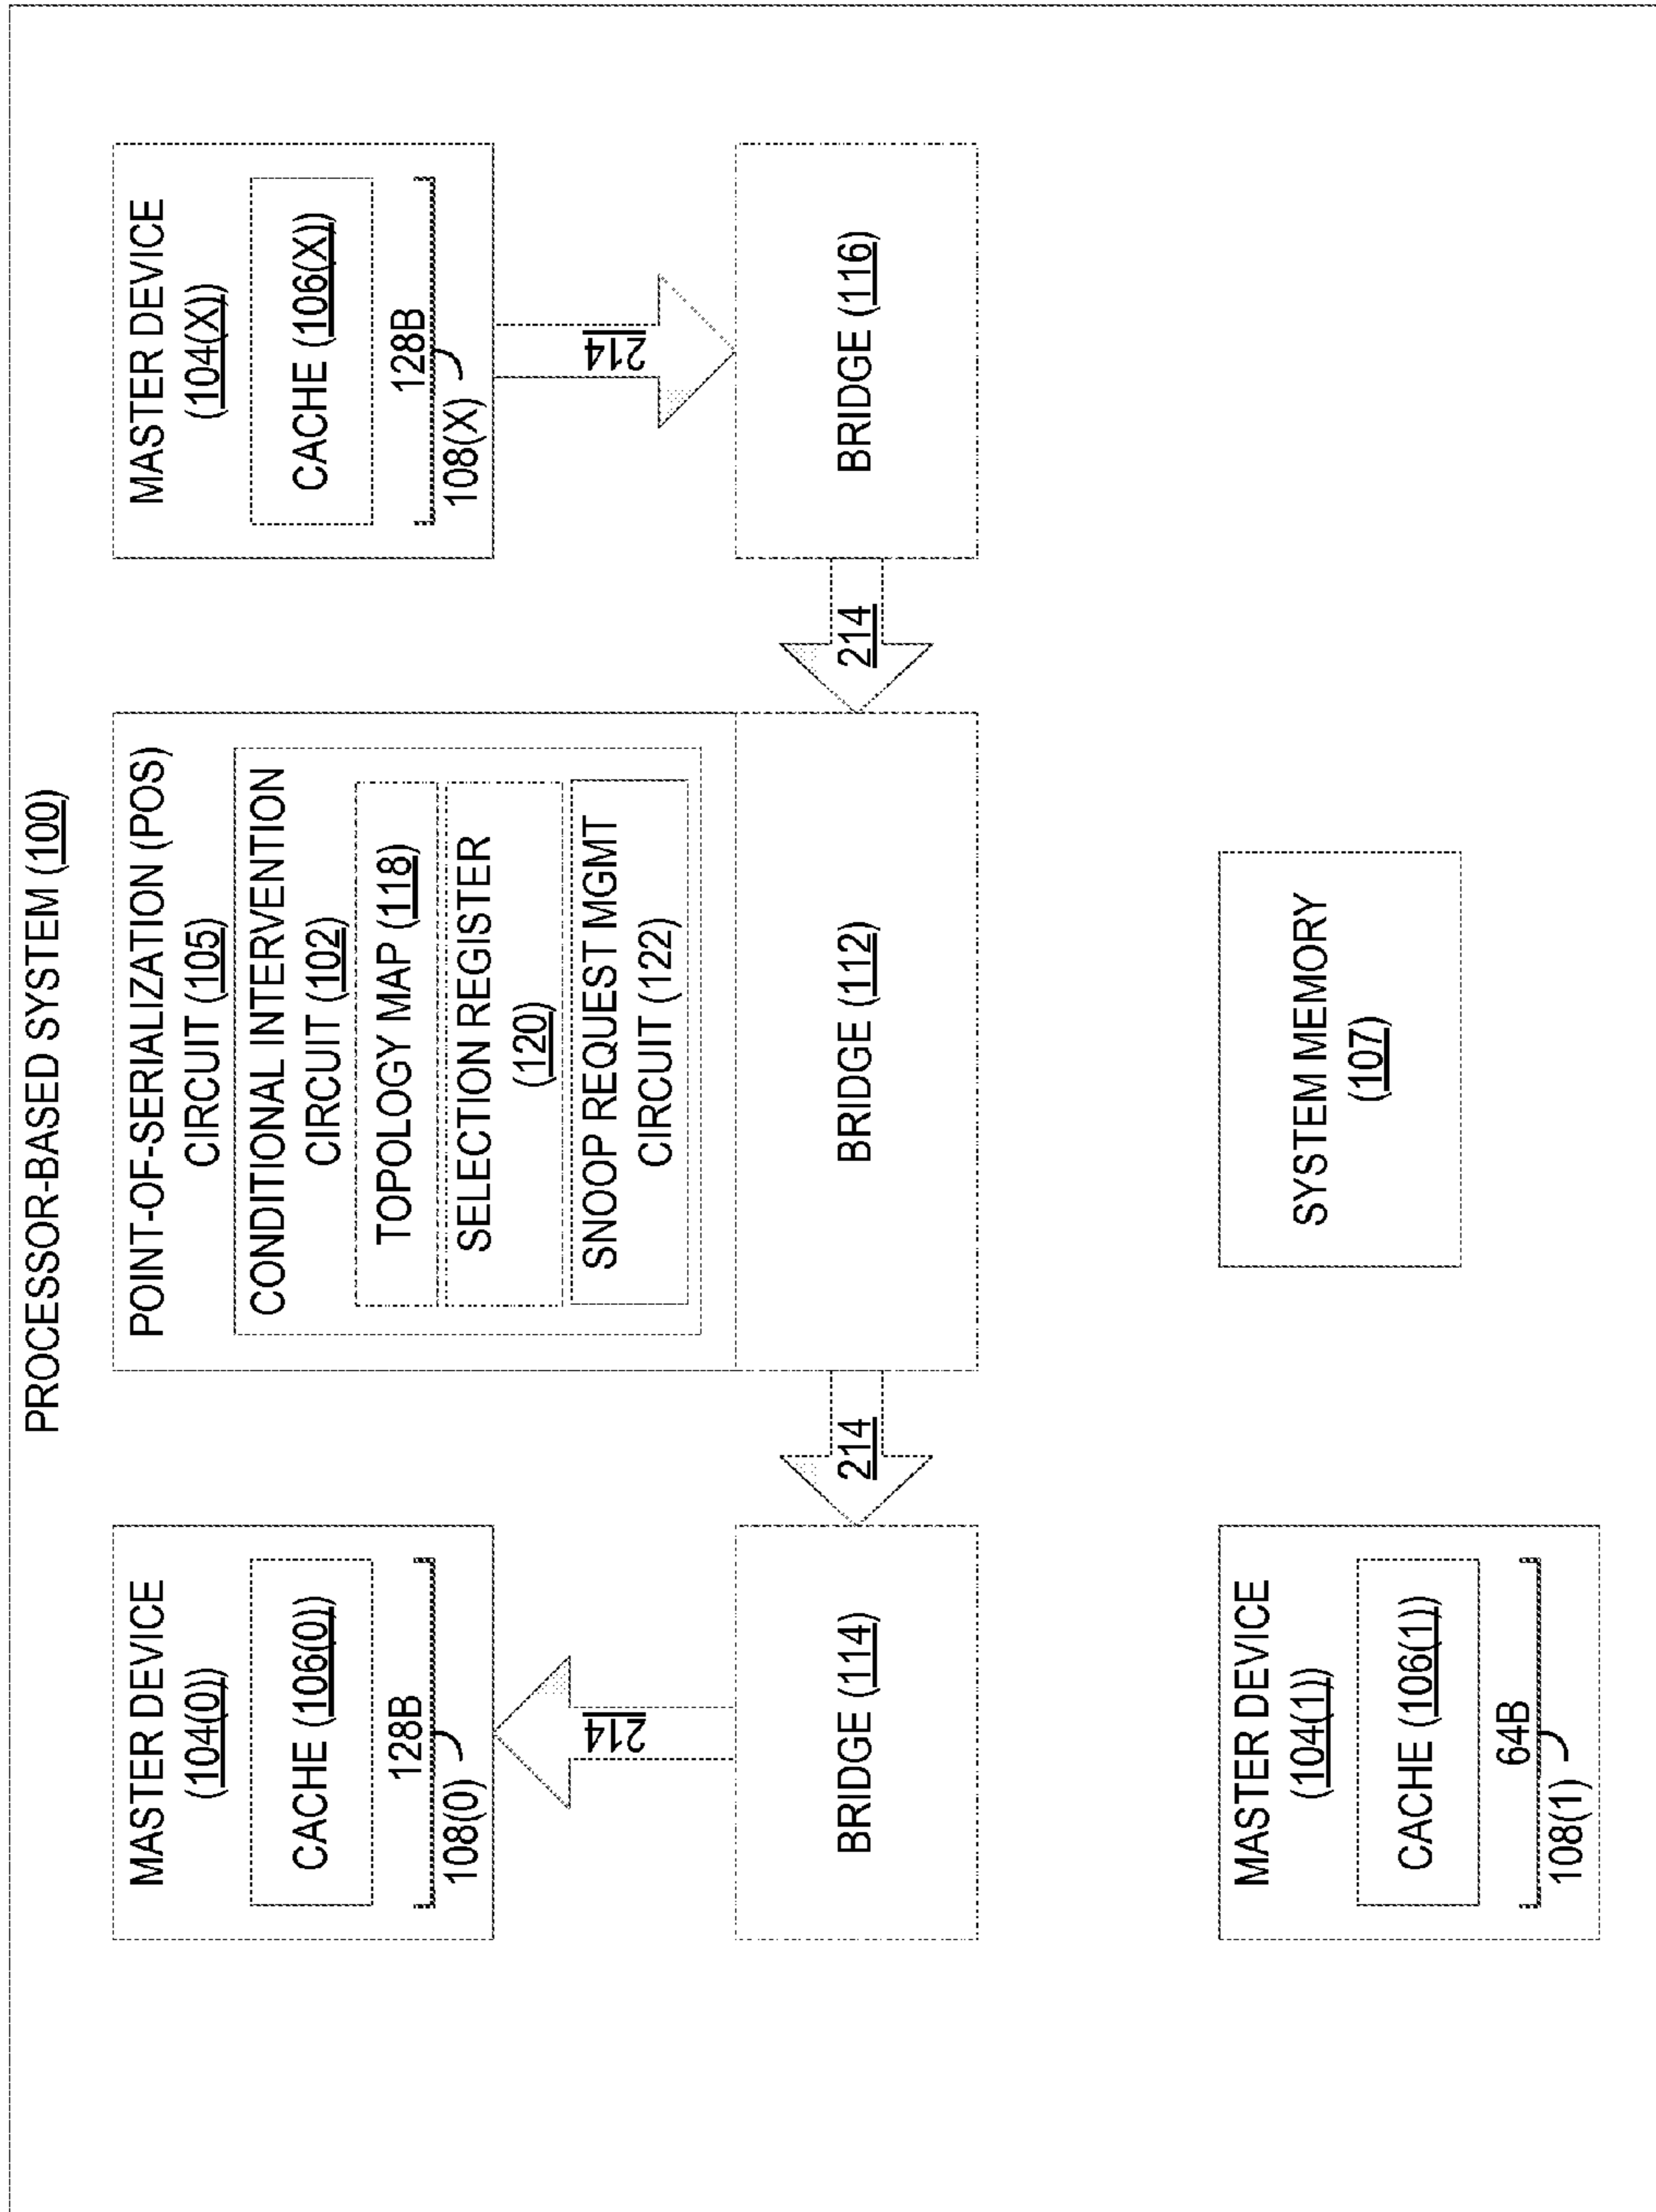 PROCESSOR-BASED SYSTEM (100)
MASTER DEVICE
(104(0))
CACHE (106(0))
128B
108(0)
POINT-OF-SERIALIZATION (POS)
CIRCUIT (105)
CONDITIONAL INTERVENTION
CIRCUIT (102)
TOPOLOGY MAP (118)
SELECTION REGISTER
(120)
SNOOP REQUEST MGMT
CIRCUIT (122)
MASTER DEVICE
(104(X))
CACHE (106(X))
128B
108(X)
214
214
BRIDGE (114)
214
BRIDGE (112)
214
BRIDGE (116)
MASTER DEVICE
(104(1))
CACHE (106(1))
64B
108(1)
SYSTEM MEMORY
(107)